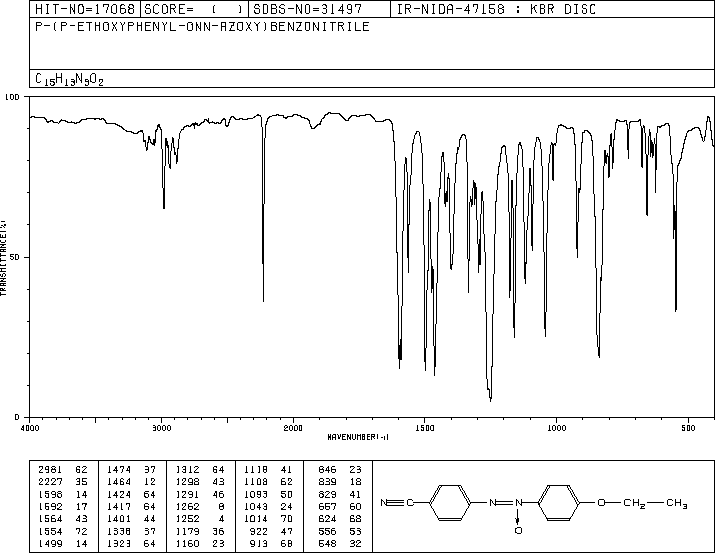 HIT-NO=17068 SCORE= ( ) SDBS-NO=31497 IR-NIDA-47158 : KBR DISC
P-(P-ETHOXYPHENYL-ONN-AZOXY)BENZONITRILE
C15H13N3O2
100
50
0
TRANSMITTANCE(%)
4000 3000 2000 1500 1000 500
WAVENUMBER(-1)
2981 62 1474 37 1312 64 1118 41 846 23
2227 35 1464 12 1298 43 1108 62 839 18
1598 14 1424 64 1291 46 1093 50 829 41
1592 17 1417 64 1262 8 1043 24 657 60
1564 43 1401 44 1252 4 1014 70 624 68
1554 72 1338 37 1179 36 922 47 556 53
1499 14 1323 64 1160 23 913 68 548 32
N≡C N=N O-CH2-CH3
O